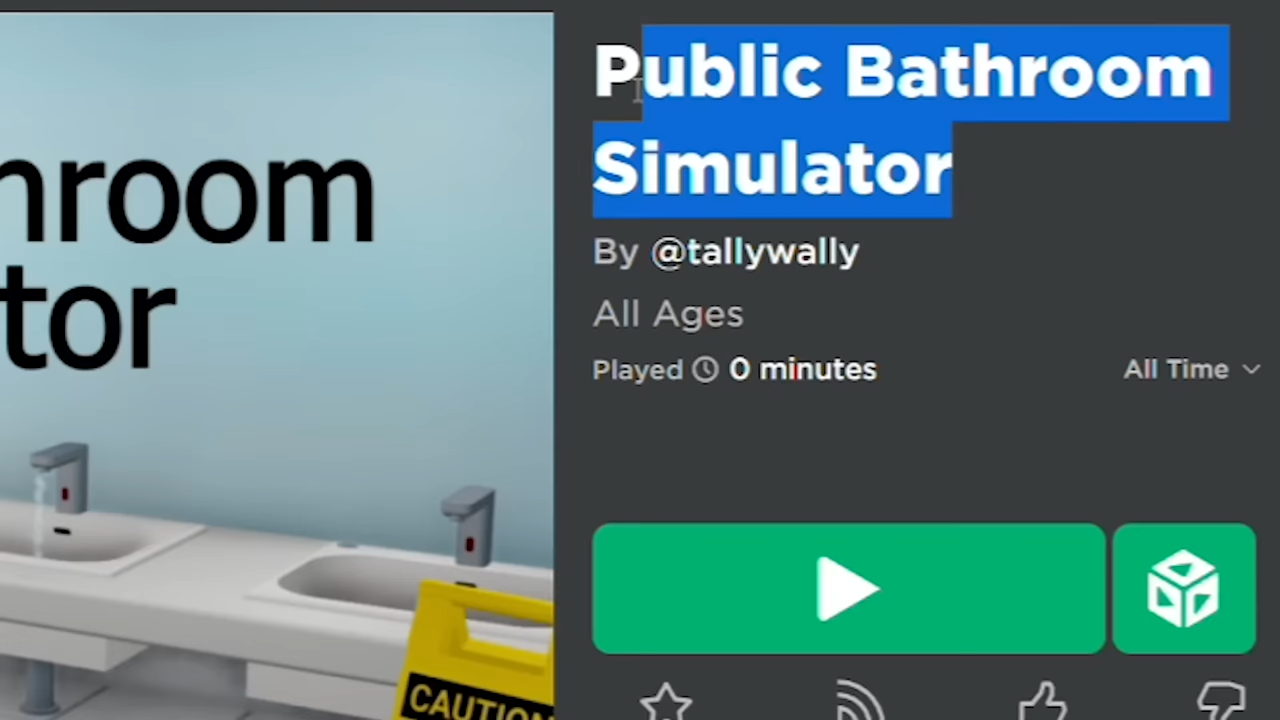 Public Bathroom
Simulator
By @tallywally
All Ages
Played 0 minutes
All Time
hroom
tor
CAUTION